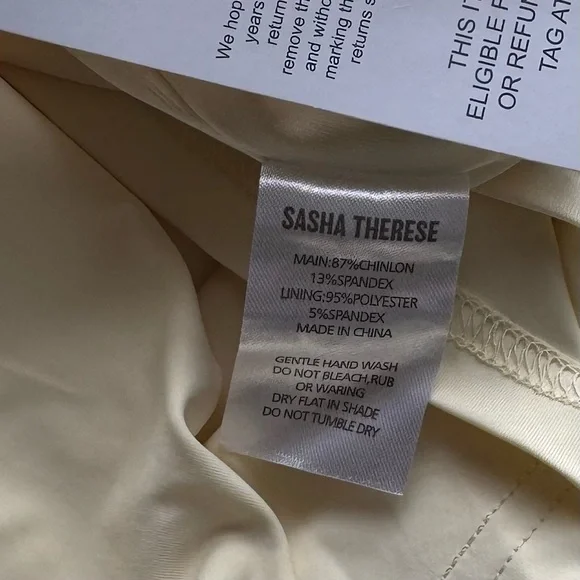 We hop
years
return
remove th
and witho
marking th
returns s
THIS IT
ELIGIBLE F
OR REFUN
TAG AT
SASHA THERESE
MAIN:87%CHINLON
13%SPANDEX
LINING:95%POLYESTER
5%SPANDEX
MADE IN CHINA
GENTLE HAND WASH
DO NOT BLEACH,RUB
OR WARING
DRY FLAT IN SHADE
DO NOT TUMBLE DRY